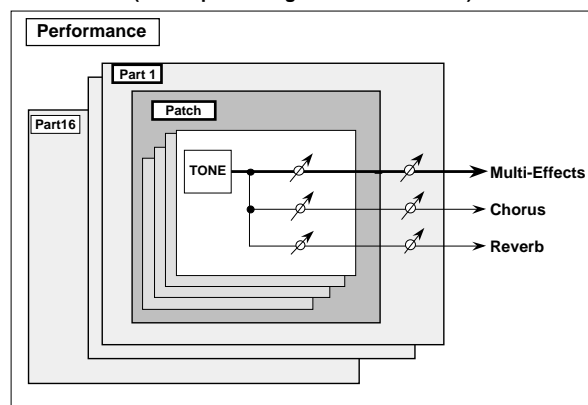 Performance
Part 1
Patch
Part16
TONE
Multi-Effects
Chorus
Reverb